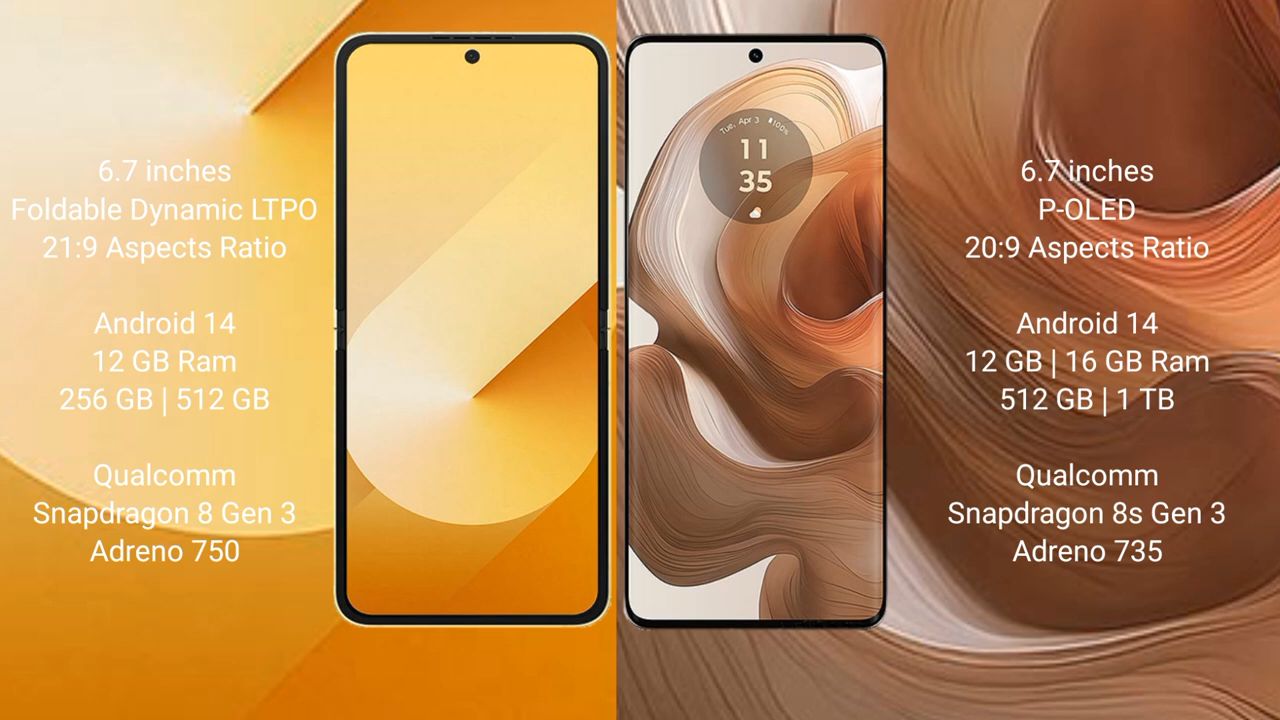 6.7 inches
Foldable Dynamic LTPO
21:9 Aspects Ratio
Android 14
12 GB Ram
256 GB | 512 GB
Qualcomm
Snapdragon 8 Gen 3
Adreno 750
Tue, Apr 3 100%
11
35
6.7 inches
P-OLED
20:9 Aspects Ratio
Android 14
12 GB | 16 GB Ram
512 GB | 1 TB
Qualcomm
Snapdragon 8s Gen 3
Adreno 735